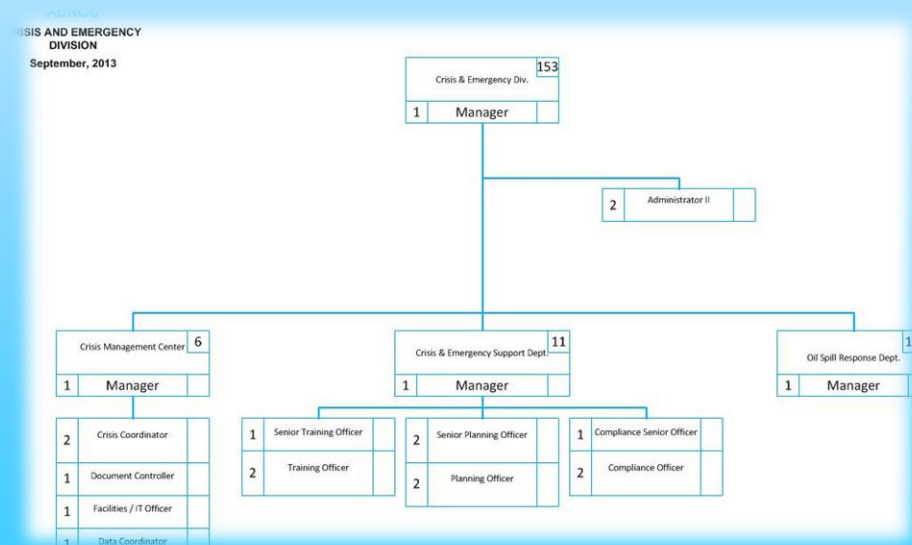 ADNOC
RISIS AND EMERGENCY
DIVISION
September, 2013
153
Crisis & Emergency Div.
1 Manager
2 Administrator II
6
Crisis Management Center
1 Manager
11
Crisis & Emergency Support Dept.
1 Manager
1
Oil Spill Response Dept.
1 Manager
2 Crisis Coordinator
1 Document Controller
1 Facilities / IT Officer
1 Data Coordinator
1 Senior Training Officer
2 Training Officer
2 Senior Planning Officer
2 Planning Officer
1 Compliance Senior Officer
2 Compliance Officer